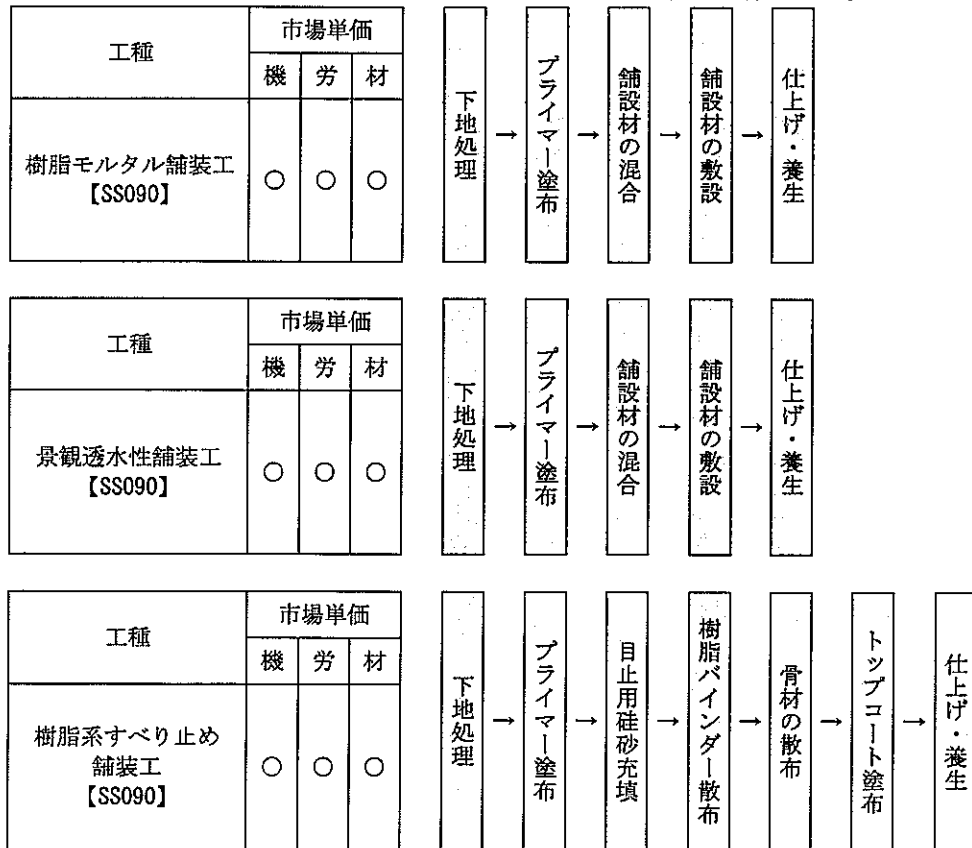 工種
市場単価
機 労 材
樹脂モルタル舗装工
【SS090】
○ ○ ○
下地処理
→
プライマー塗布
→
舗設材の混合
→
舗設材の敷設
→
仕上げ・養生
工種
市場単価
機 労 材
景観透水性舗装工
【SS090】
○ ○ ○
下地処理
→
プライマー塗布
→
舗設材の混合
→
舗設材の敷設
→
仕上げ・養生
工種
市場単価
機 労 材
樹脂系すべり止め
舗装工
【SS090】
○ ○ ○
下地処理
→
プライマー塗布
→
目止用硅砂充填
→
樹脂バインダー散布
→
骨材の散布
→
トップコート塗布
→
仕上げ・養生